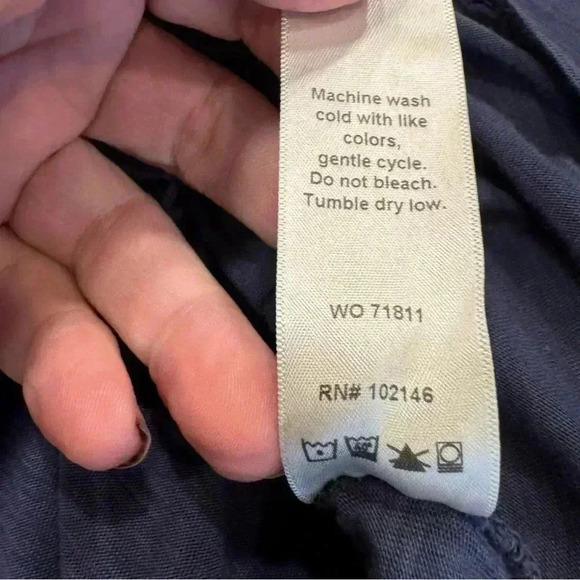 Machine wash
cold with like
colors,
gentle cycle.
Do not bleach.
Tumble dry low.
WO 71811
RN# 102146